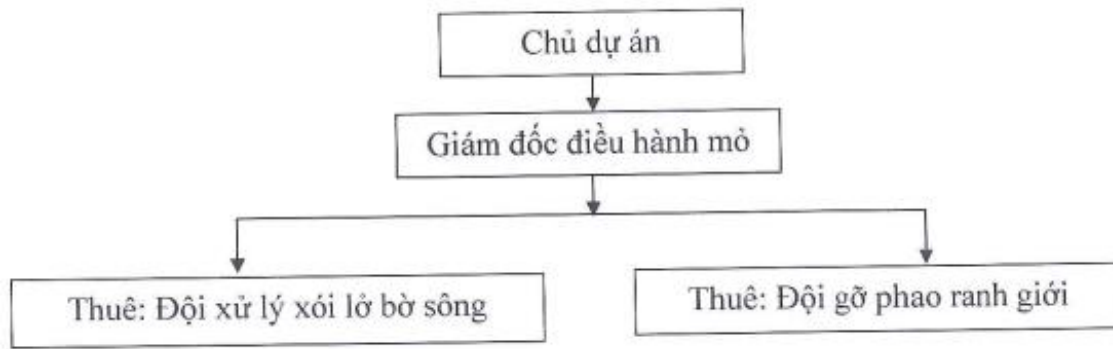 Chủ dự án
Giám đốc điều hành mỏ
Thuê: Đội xử lý xói lở bờ sông
Thuê: Đội gỡ phao ranh giới